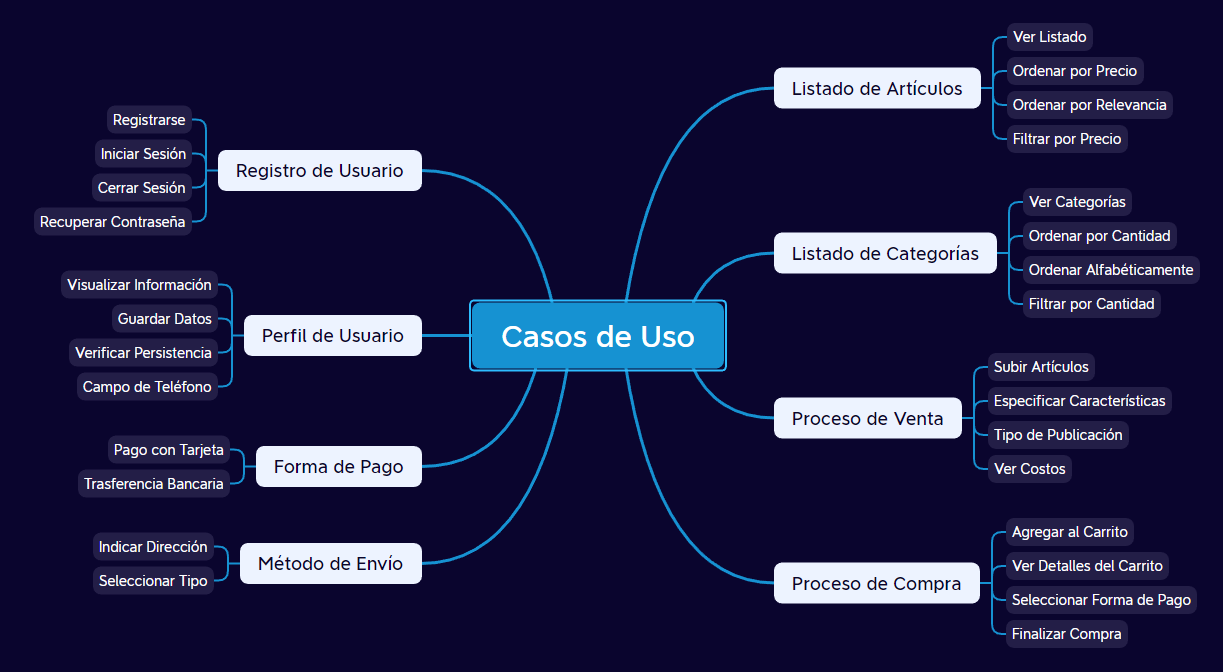 Casos de Uso
Listado de Artículos
Ver Listado
Ordenar por Precio
Ordenar por Relevancia
Filtrar por Precio
Listado de Categorías
Ver Categorías
Ordenar por Cantidad
Ordenar Alfabéticamente
Filtrar por Cantidad
Proceso de Venta
Subir Artículos
Especificar Características
Tipo de Publicación
Ver Costos
Proceso de Compra
Agregar al Carrito
Ver Detalles del Carrito
Seleccionar Forma de Pago
Finalizar Compra
Registro de Usuario
Registrarse
Iniciar Sesión
Cerrar Sesión
Recuperar Contraseña
Perfil de Usuario
Visualizar Información
Guardar Datos
Verificar Persistencia
Campo de Teléfono
Forma de Pago
Pago con Tarjeta
Trasferencia Bancaria
Método de Envío
Indicar Dirección
Seleccionar Tipo